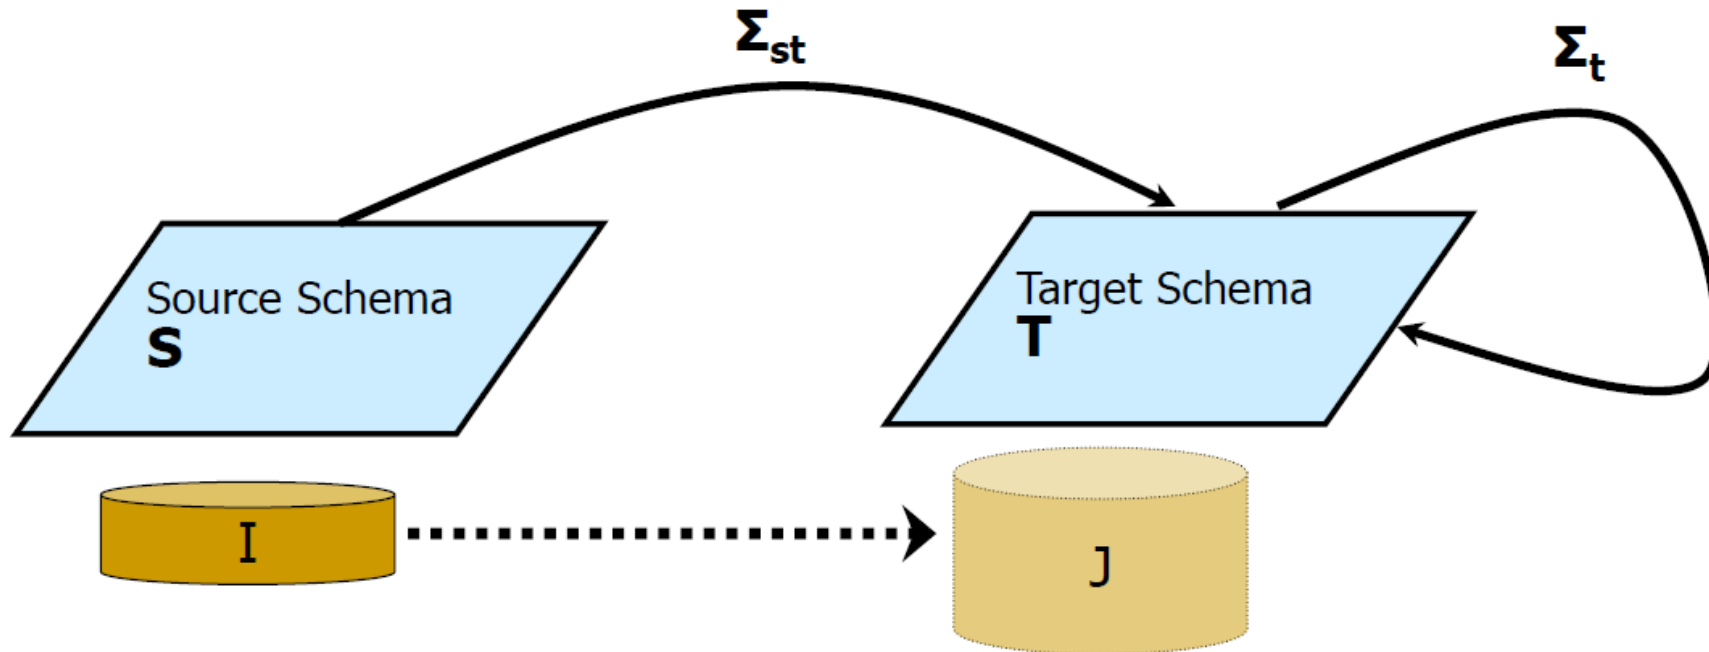 Σst
Σt
Source Schema
S
Target Schema
T
I
J